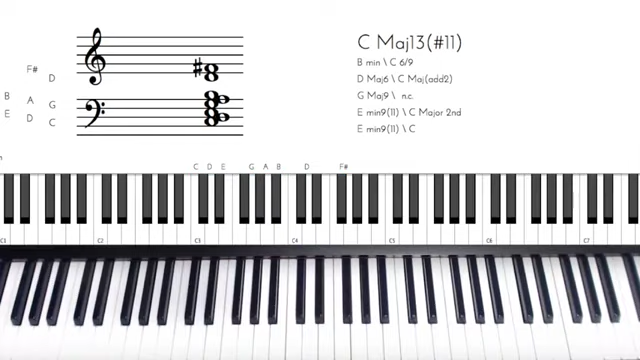 C Maj13(#11)
B min \ C 6/9
D Maj6 \ C Maj(add2)
G Maj9 \ n.c.
E min9(11) \ C Major 2nd
E min9(11) \ C
F#
D
B A G
E D C
n
C D E G A B D F#
C1 C2 C3 C4 C5 C6 C7